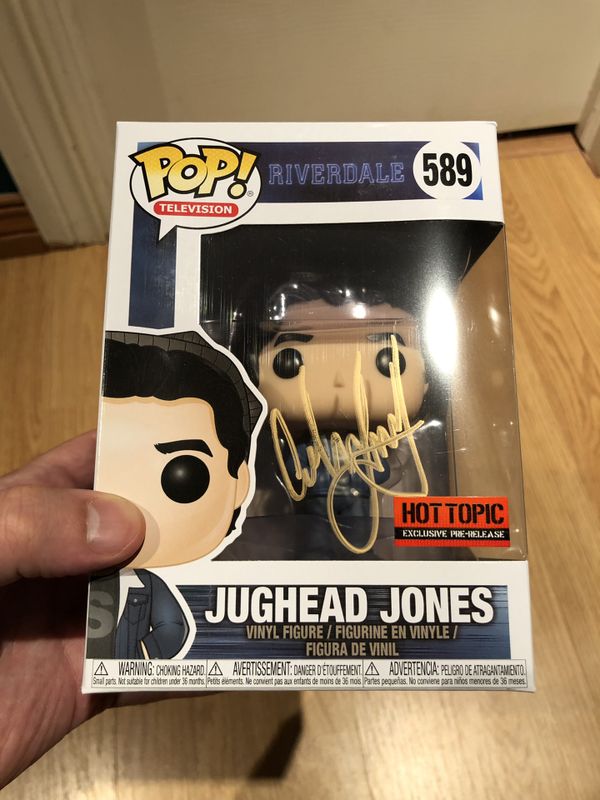 POP!
TELEVISION
RIVERDALE
589
HOT TOPIC
EXCLUSIVE PRE-RELEASE
JUGHEAD JONES
VINYL FIGURE / FIGURINE EN VINYLE /
FIGURA DE VINIL
WARNING: CHOKING HAZARD.
Small parts. Not suitable for children under 36 months.
AVERTISSEMENT: DANGER D'ÉTOUFFEMENT.
Petits éléments. Ne convient pas aux enfants de moins de 36 mois.
ADVERTENCIA: PELIGRO DE ATRAGANTAMIENTO.
Partes pequeñas. No conviene para niños menores de 36 meses.
S